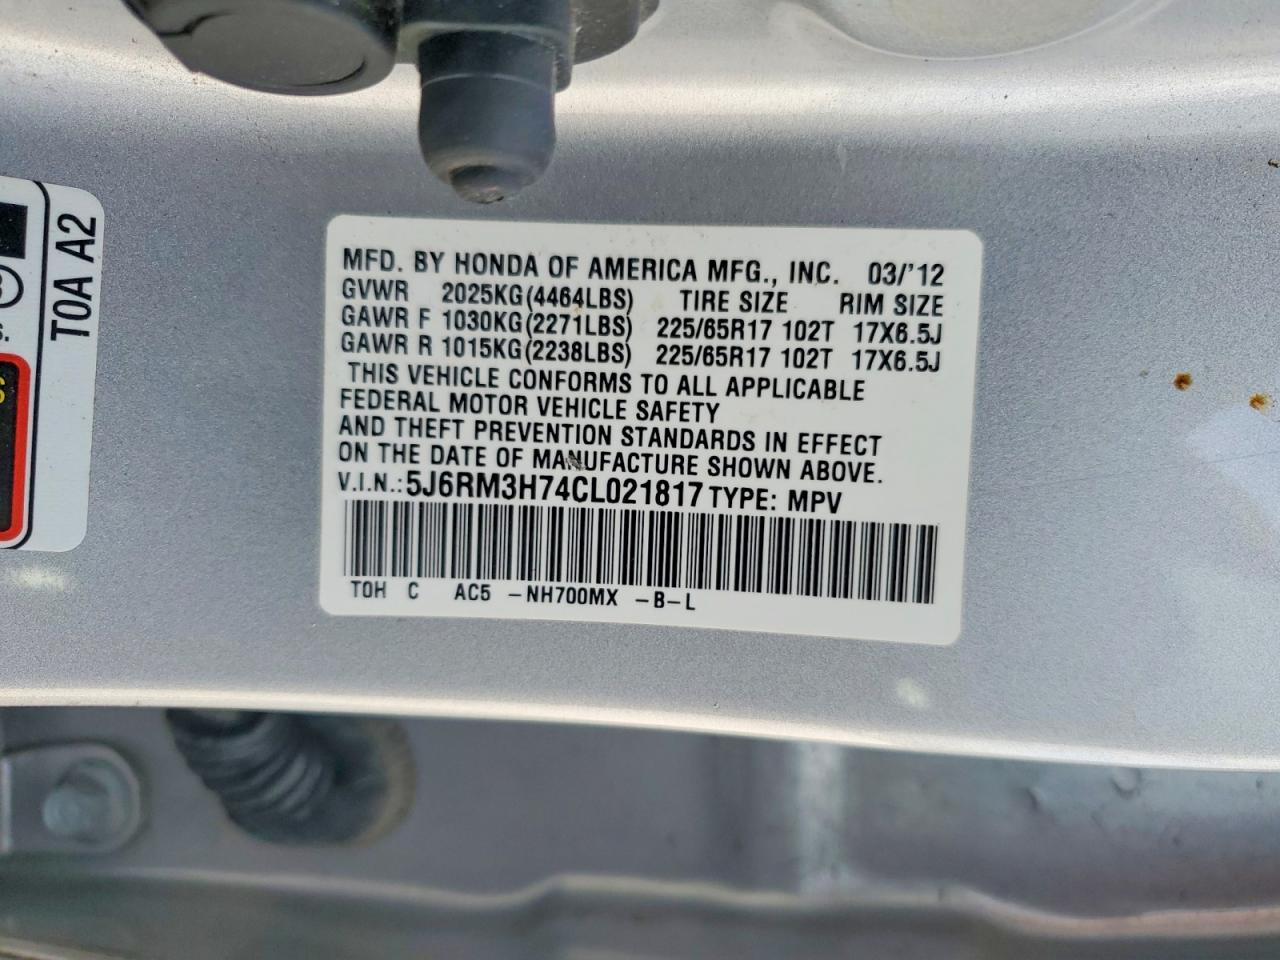 MFD. BY HONDA OF AMERICA MFG., INC. 03/'12
GVWR 2025KG(4464LBS) TIRE SIZE RIM SIZE
GAWR F 1030KG(2271LBS) 225/65R17 102T 17X6.5J
GAWR R 1015KG(2238LBS) 225/65R17 102T 17X6.5J
THIS VEHICLE CONFORMS TO ALL APPLICABLE
FEDERAL MOTOR VEHICLE SAFETY
AND THEFT PREVENTION STANDARDS IN EFFECT
ON THE DATE OF MANUFACTURE SHOWN ABOVE.
V.I.N.: 5J6RM3H74CL021817 TYPE: MPV
T0H C AC5 -NH700MX -B-L
T0A A2